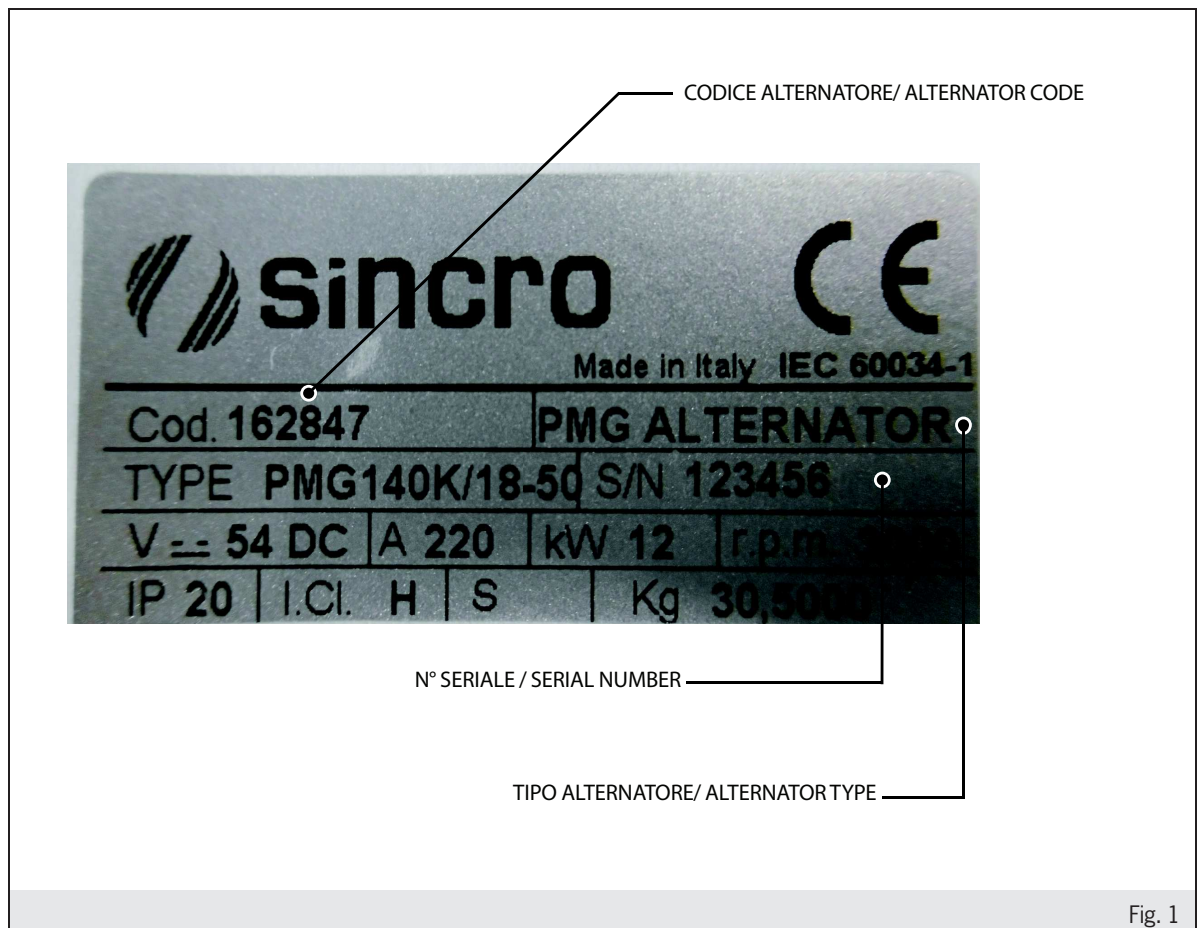 CODICE ALTERNATORE/ ALTERNATOR CODE
sincro
CE
Made in Italy IEC 60034-1
Cod. 162847 PMG ALTERNATOR
TYPE PMG140K/18-50 S/N 123456
V 54 DC A 220 kW 12 r.p.m.
IP 20 I.Cl. H S Kg 30,5000
N° SERIALE / SERIAL NUMBER
TIPO ALTERNATORE/ ALTERNATOR TYPE
Fig. 1